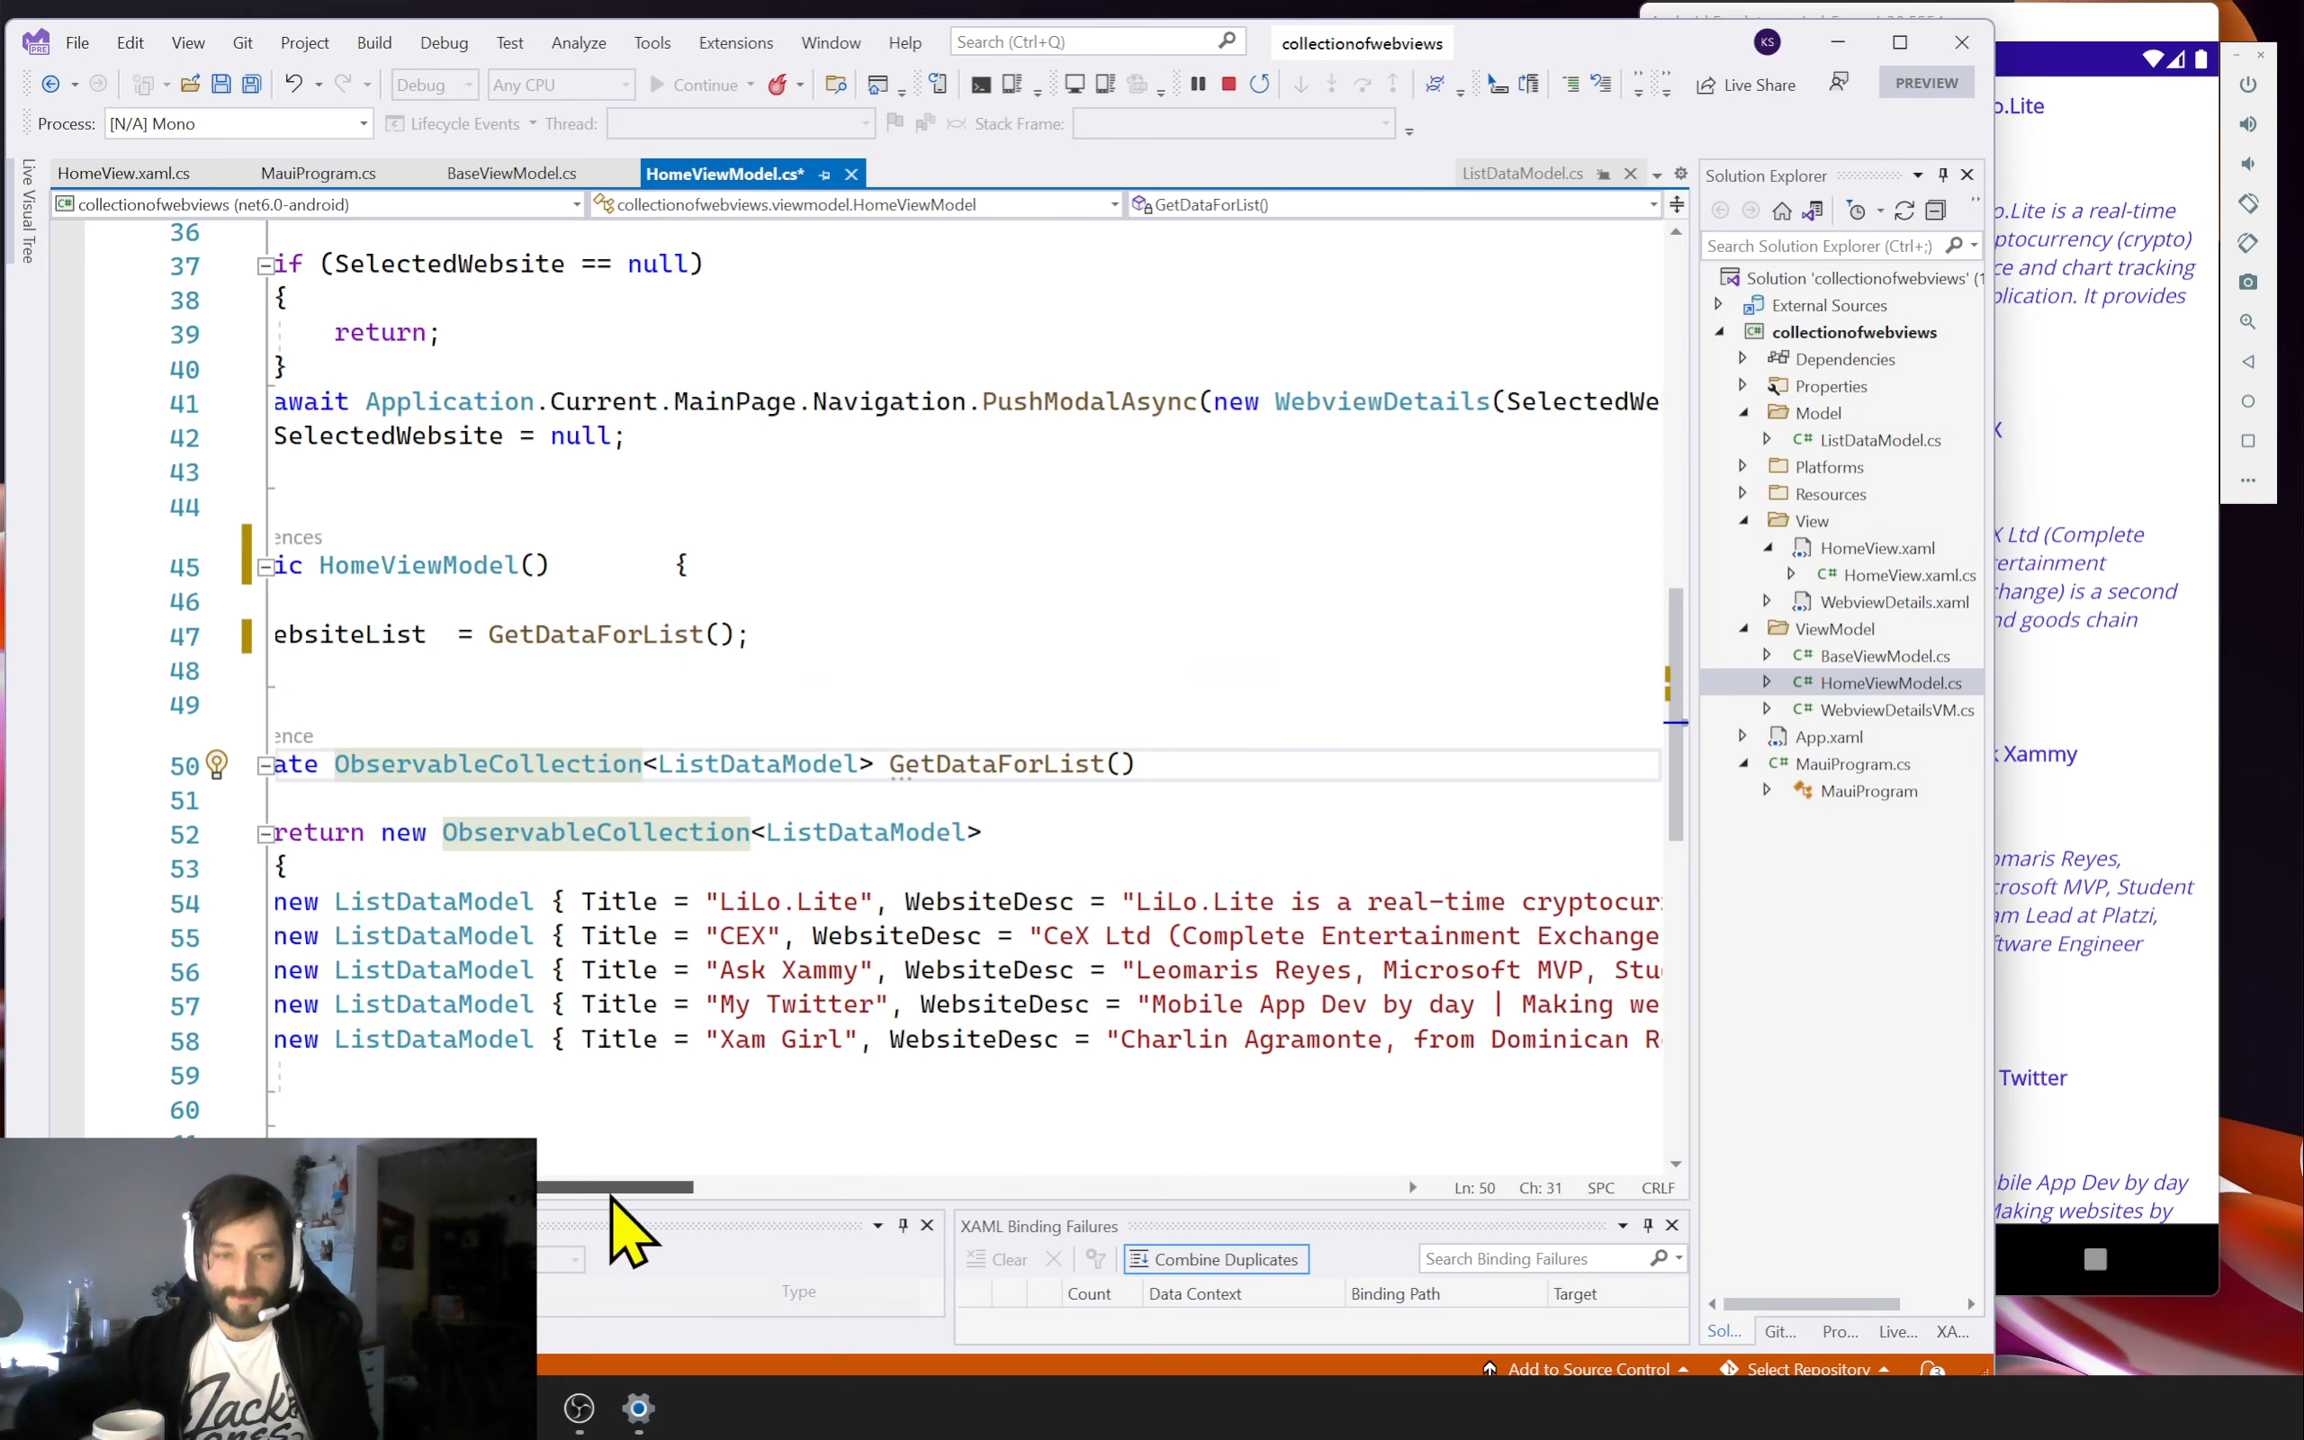 File Edit View Git Project Build Debug Test Analyze Tools Extensions Window Help Search (Ctrl+Q) collectionofwebviews KS
Debug Any CPU Continue Live Share PREVIEW
Process: [N/A] Mono Lifecycle Events Thread: Stack Frame:
Live Visual Tree
HomeView.xaml.cs MauiProgram.cs BaseViewModel.cs HomeViewModel.cs* ListDataModel.cs
collectionofwebviews (net6.0-android) collectionofwebviews.viewmodel.HomeViewModel GetDataForList()
36
37 if (SelectedWebsite == null)
38 {
39 return;
40 }
41 await Application.Current.MainPage.Navigation.PushModalAsync(new WebviewDetails(SelectedWe
42 SelectedWebsite = null;
43
44
ences
45 ic HomeViewModel() {
46
47 ebsiteList = GetDataForList();
48
49
ence
50 ate ObservableCollection<ListDataModel> GetDataForList()
51
52 return new ObservableCollection<ListDataModel>
53 {
54 new ListDataModel { Title = "LiLo.Lite", WebsiteDesc = "LiLo.Lite is a real-time cryptocur
55 new ListDataModel { Title = "CEX", WebsiteDesc = "CeX Ltd (Complete Entertainment Exchange
56 new ListDataModel { Title = "Ask Xammy", WebsiteDesc = "Leomaris Reyes, Microsoft MVP, Stu
57 new ListDataModel { Title = "My Twitter", WebsiteDesc = "Mobile App Dev by day | Making we
58 new ListDataModel { Title = "Xam Girl", WebsiteDesc = "Charlin Agramonte, from Dominican R
59
60
Ln: 50 Ch: 31 SPC CRLF
Type
XAML Binding Failures
Clear Combine Duplicates Search Binding Failures
Count Data Context Binding Path Target
Solution Explorer
Search Solution Explorer (Ctrl+;)
Solution 'collectionofwebviews' (1
External Sources
collectionofwebviews
Dependencies
Properties
Model
ListDataModel.cs
Platforms
Resources
View
HomeView.xaml
HomeView.xaml.cs
WebviewDetails.xaml
ViewModel
BaseViewModel.cs
HomeViewModel.cs
WebviewDetailsVM.cs
App.xaml
MauiProgram.cs
MauiProgram
Sol... Git... Pro... Live... XA...
Add to Source Control Select Repository 3
o.Lite
o.Lite is a real-time
ptocurrency (crypto)
ce and chart tracking
plication. It provides
X
X Ltd (Complete
ertainment
change) is a second
nd goods chain
k Xammy
omaris Reyes,
crosoft MVP, Student
am Lead at Platzi,
ftware Engineer
Twitter
bile App Dev by day
Making websites by
Jack
Jones